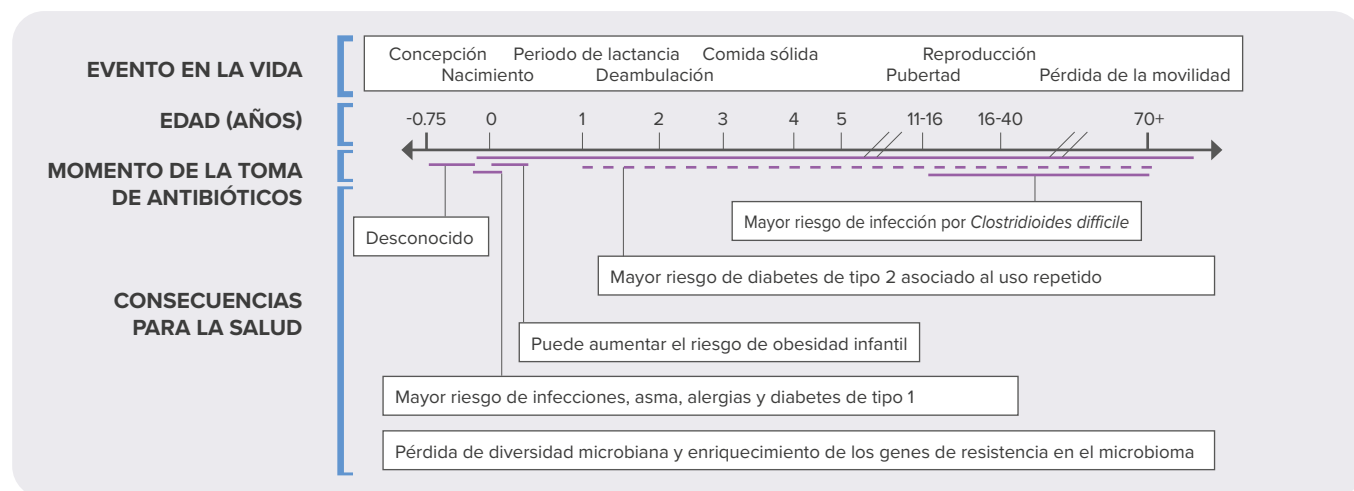 EVENTO EN LA VIDA
Concepción Periodo de lactancia Comida sólida Reproducción
Nacimiento Deambulación Pubertad Pérdida de la movilidad
EDAD (AÑOS)
-0.75 0 1 2 3 4 5 11-16 16-40 70+
MOMENTO DE LA TOMA
DE ANTIBIÓTICOS
Mayor riesgo de infección por Clostridioides difficile
Desconocido
Mayor riesgo de diabetes de tipo 2 asociado al uso repetido
CONSECUENCIAS
PARA LA SALUD
Puede aumentar el riesgo de obesidad infantil
Mayor riesgo de infecciones, asma, alergias y diabetes de tipo 1
Pérdida de diversidad microbiana y enriquecimiento de los genes de resistencia en el microbioma